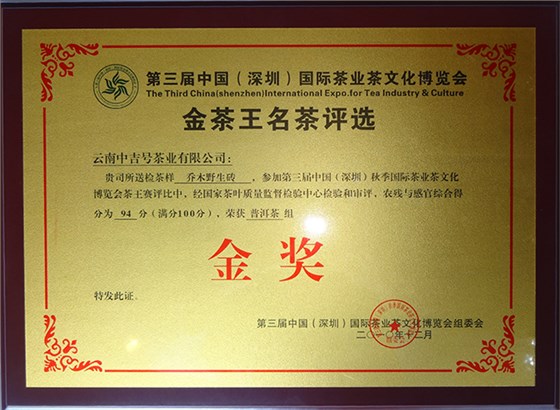 第三届中国（深圳）国际茶业茶文化博览会
The Third China(shenzhen)International Expo.for Tea Industry & Culture
金茶王名茶评选
云南中吉号茶业有限公司：
贵司所送检茶样 乔木野生砖 ，参加第三届中国（深圳）秋季国际茶业茶文化
博览会茶王赛评比中，经国家茶叶质量监督检验中心检验和审评，农残与感官综合得
分为 94 分（满分100分），荣获 普洱茶 组
金奖
特发此证。
第三届中国（深圳）国际茶业茶文化博览会组委会
二〇一〇年十二月